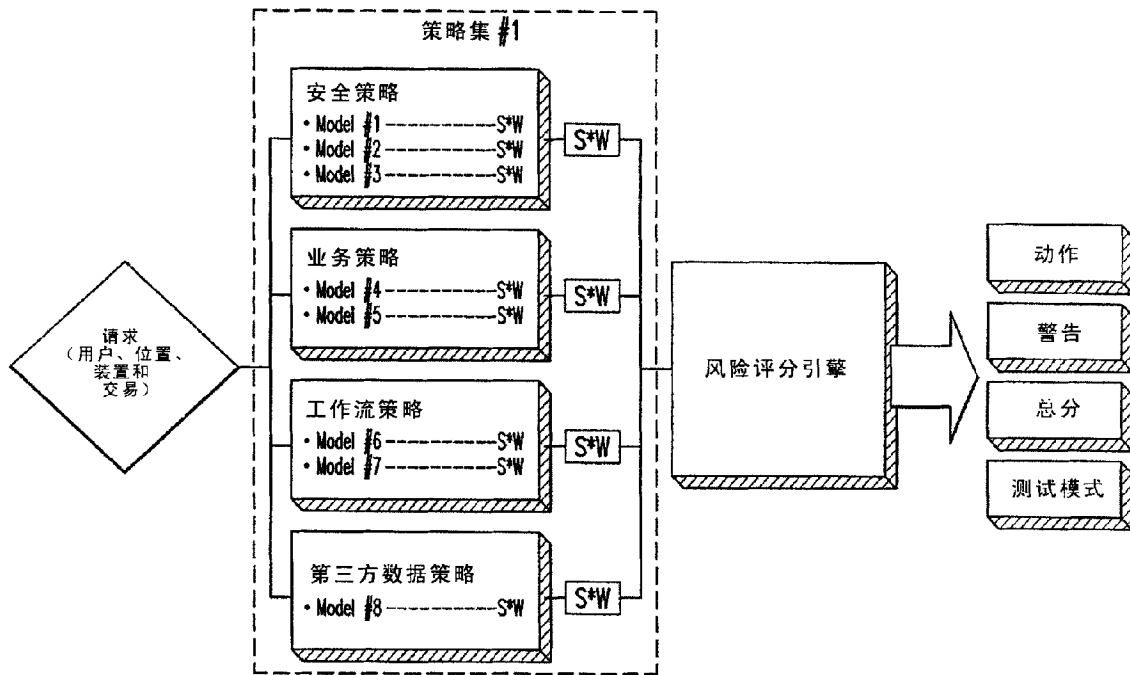 策略集 #1
安全策略
• Model #1 ------------ S*W
• Model #2 ------------ S*W
• Model #3 ------------ S*W
S*W
业务策略
• Model #4 ------------ S*W
• Model #5 ------------ S*W
S*W
工作流策略
• Model #6 ------------ S*W
• Model #7 ------------ S*W
S*W
第三方数据策略
• Model #8 ------------ S*W
S*W
请求
(用户、位置、
装置和
交易)
风险评分引擎
动作
警告
总分
测试模式